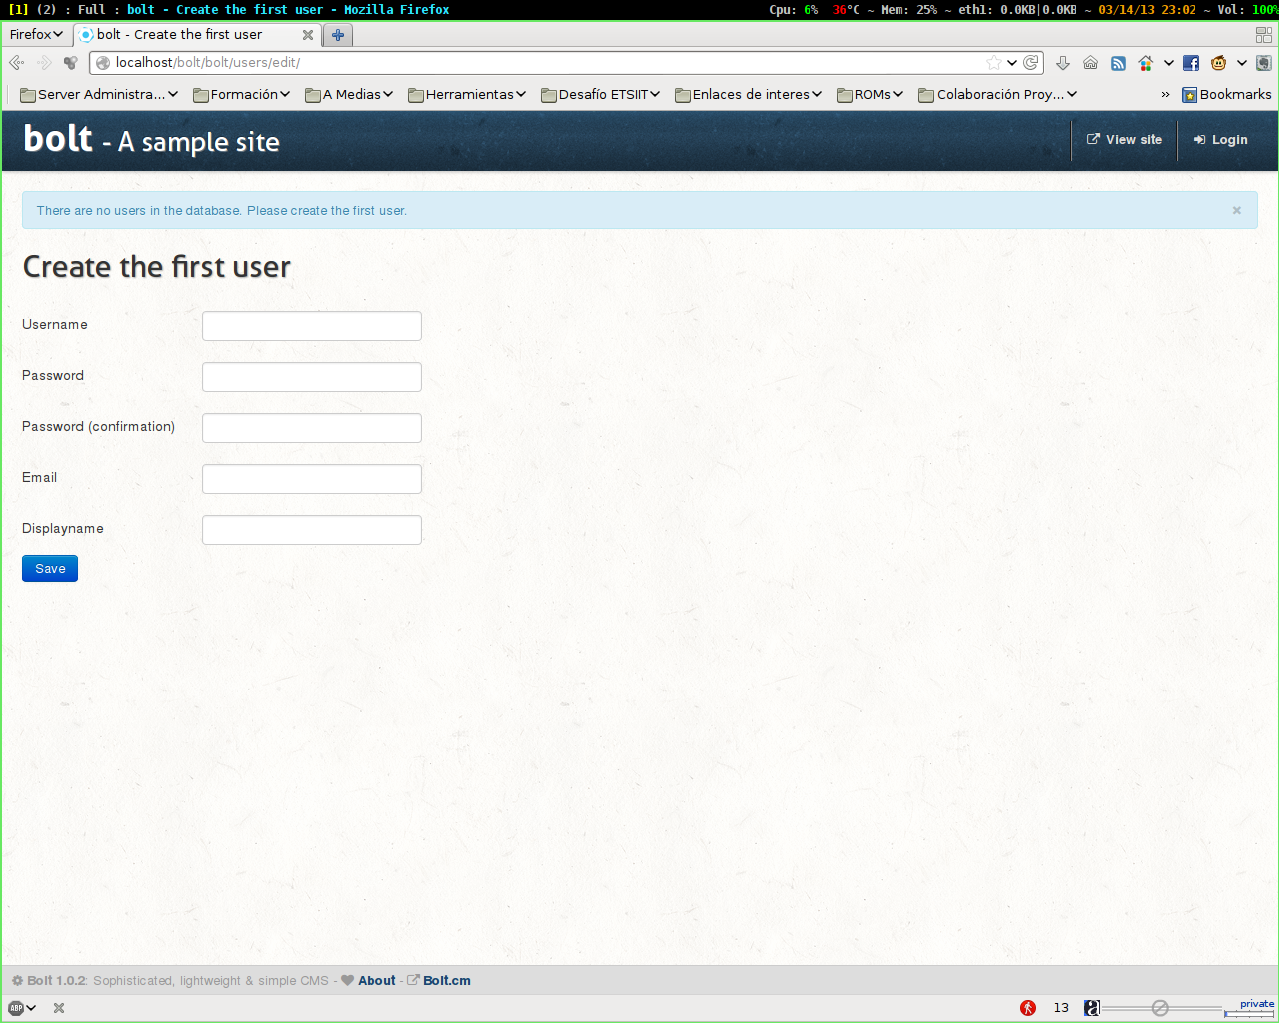 [1] (2) : Full : bolt - Create the first user - Mozilla Firefox Cpu: 6% 36°C ~ Mem: 25% ~ eth1: 0.0KB|0.0KB ~ 03/14/13 23:02 ~ Vol: 100%
Firefox bolt - Create the first user
localhost/bolt/bolt/users/edit/
Server Administra... Formación A Medias Herramientas Desafío ETSIIT Enlaces de interes ROMs Colaboración Proy... » Bookmarks
bolt - A sample site View site Login
There are no users in the database. Please create the first user. ×
Create the first user
Username
Password
Password (confirmation)
Email
Displayname
Save
Bolt 1.0.2: Sophisticated, lightweight & simple CMS - About - Bolt.cm
ABP 13 a private